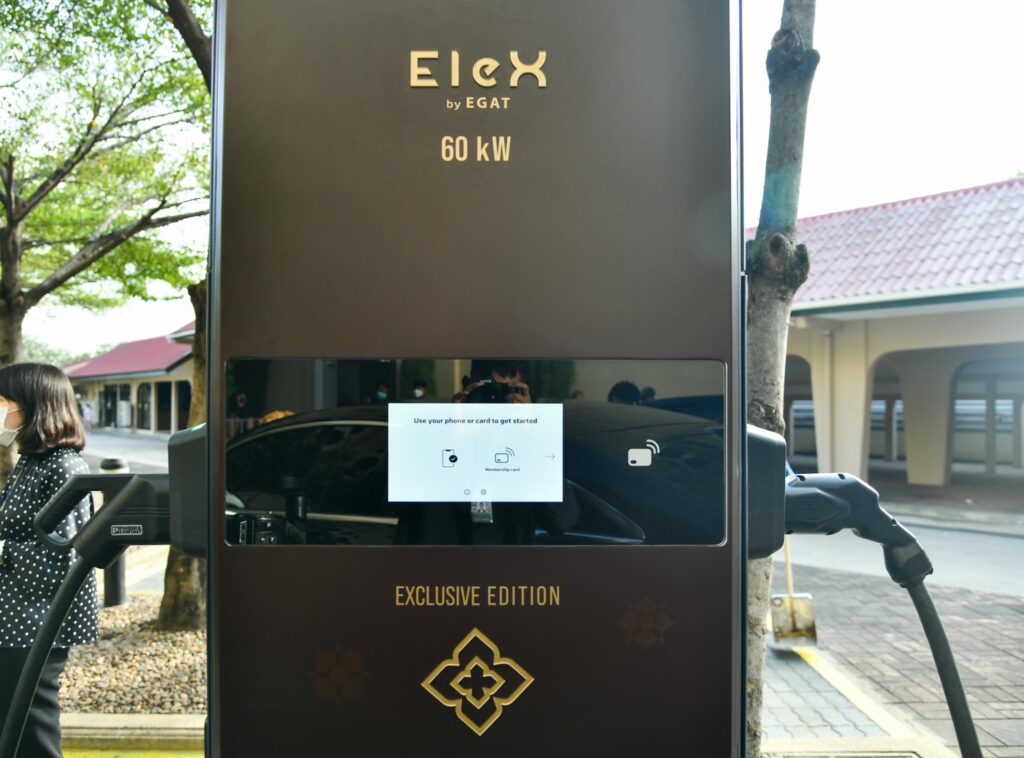 EleX
by EGAT
60 kW
Use your phone or card to get started
Membership card
EXCLUSIVE EDITION